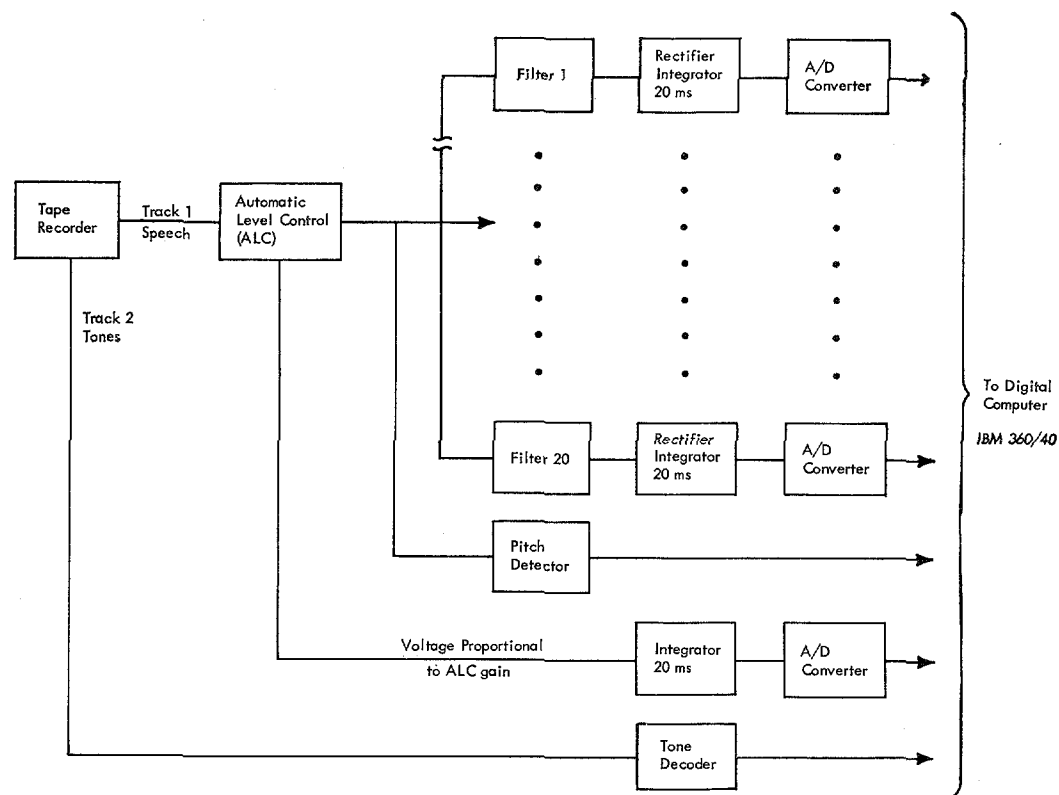 Filter 1
Rectifier
Integrator
20 ms
A/D
Converter
Tape
Recorder
Track 1
Speech
Automatic
Level Control
(ALC)
Track 2
Tones
To Digital
Computer
IBM 360/40
Filter 20
Rectifier
Integrator
20 ms
A/D
Converter
Pitch
Detector
Voltage Proportional
to ALC gain
Integrator
20 ms
A/D
Converter
Tone
Decoder